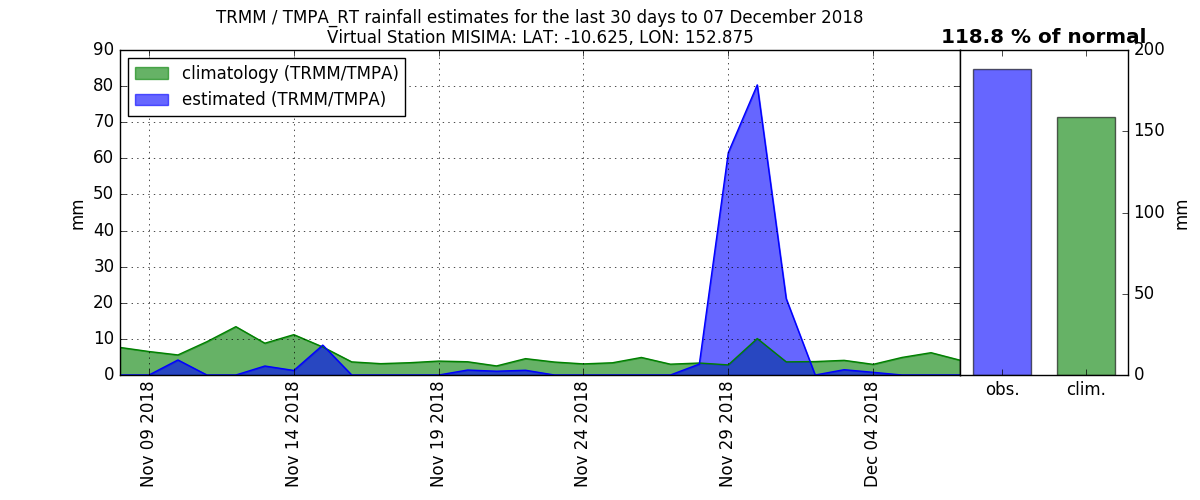 TRMM / TMPA_RT rainfall estimates for the last 30 days to 07 December 2018
Virtual Station MISIMA: LAT: -10.625, LON: 152.875
118.8 % of normal
climatology (TRMM/TMPA)
estimated (TRMM/TMPA)
90
80
70
60
50
40
30
20
10
0
mm
Nov 09 2018
Nov 14 2018
Nov 19 2018
Nov 24 2018
Nov 29 2018
Dec 04 2018
obs.
clim.
200
150
100
50
0
mm